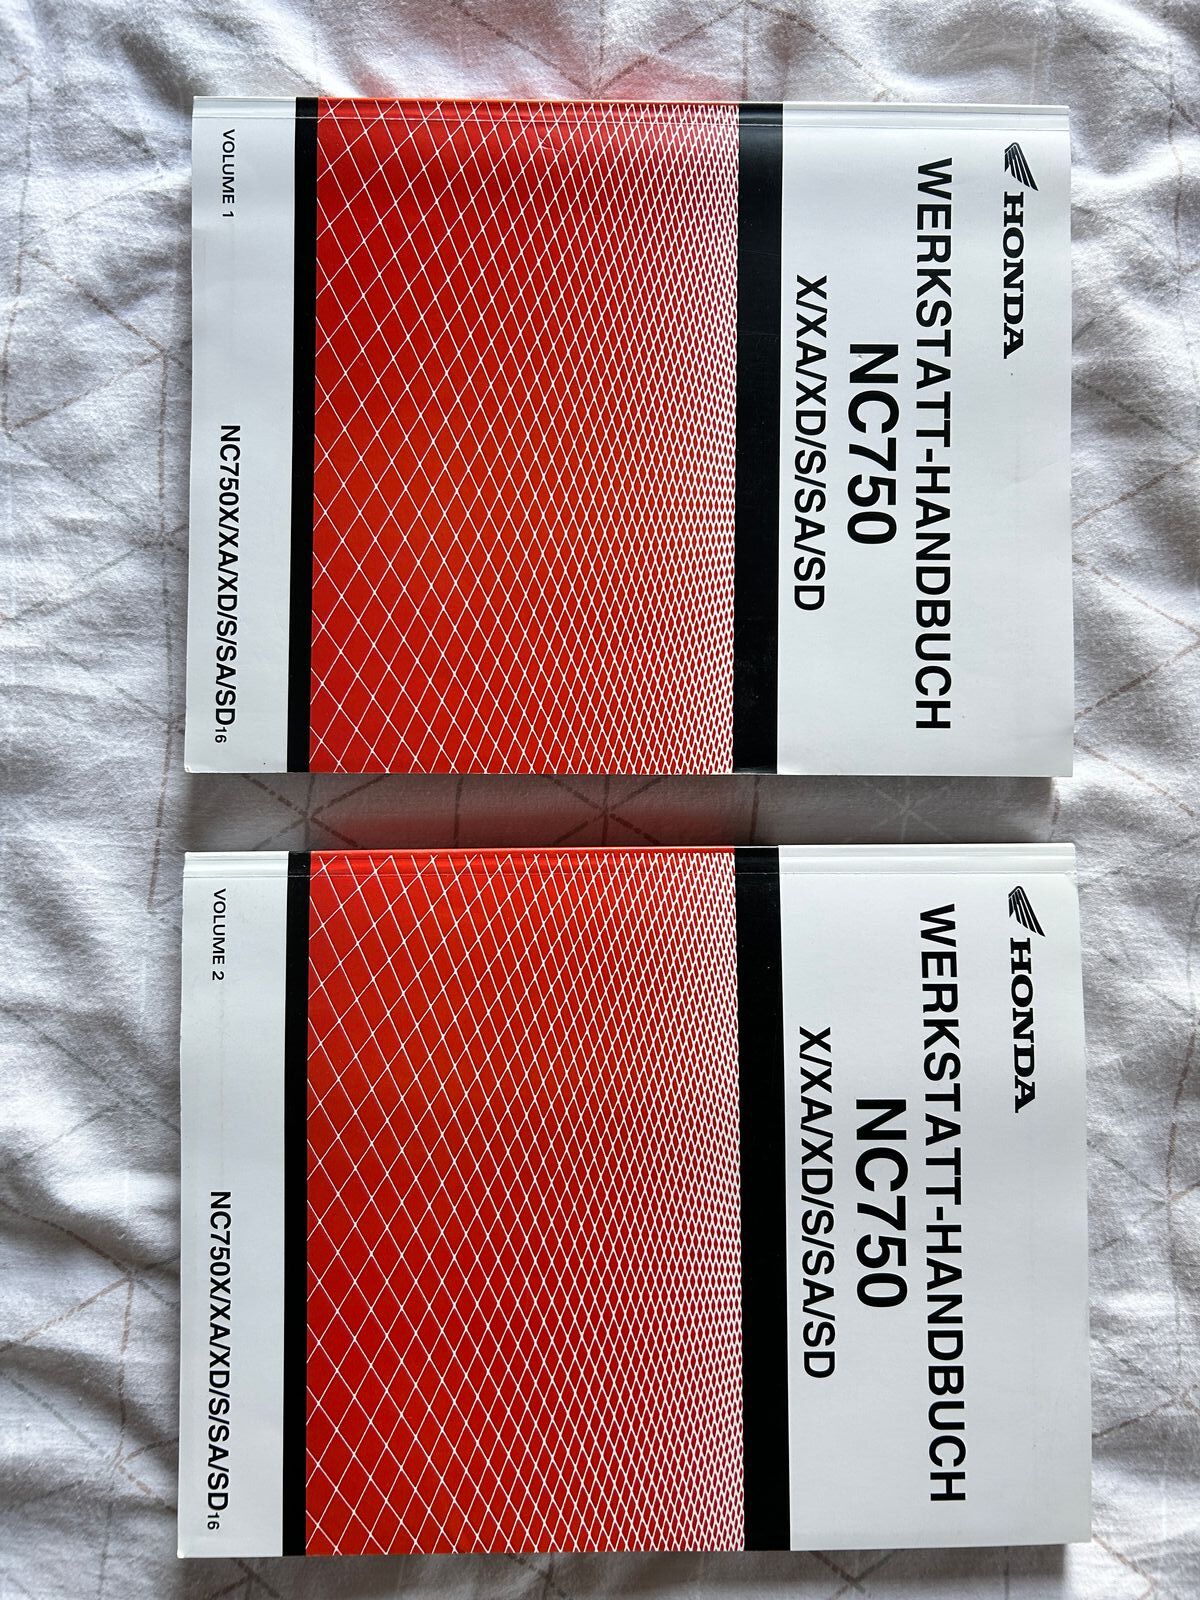 HONDA
WERKSTATT-HANDBUCH
NC750
X/XA/XD/S/SA/SD
VOLUME 1
NC750X/XA/XD/S/SA/SD16
HONDA
WERKSTATT-HANDBUCH
NC750
X/XA/XD/S/SA/SD
VOLUME 2
NC750X/XA/XD/S/SA/SD16